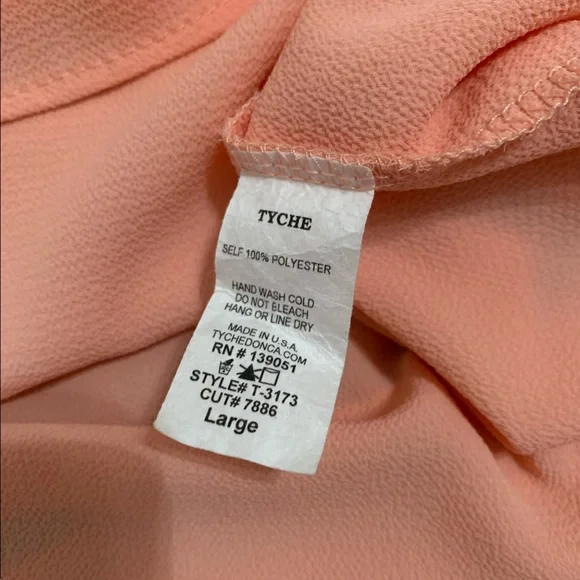 TYCHE
SELF 100% POLYESTER
HAND WASH COLD
DO NOT BLEACH
HANG OR LINE DRY
MADE IN U.S.A.
TYCHEDONCA.COM
RN # 139051
STYLE# T-3173
CUT# 7886
Large